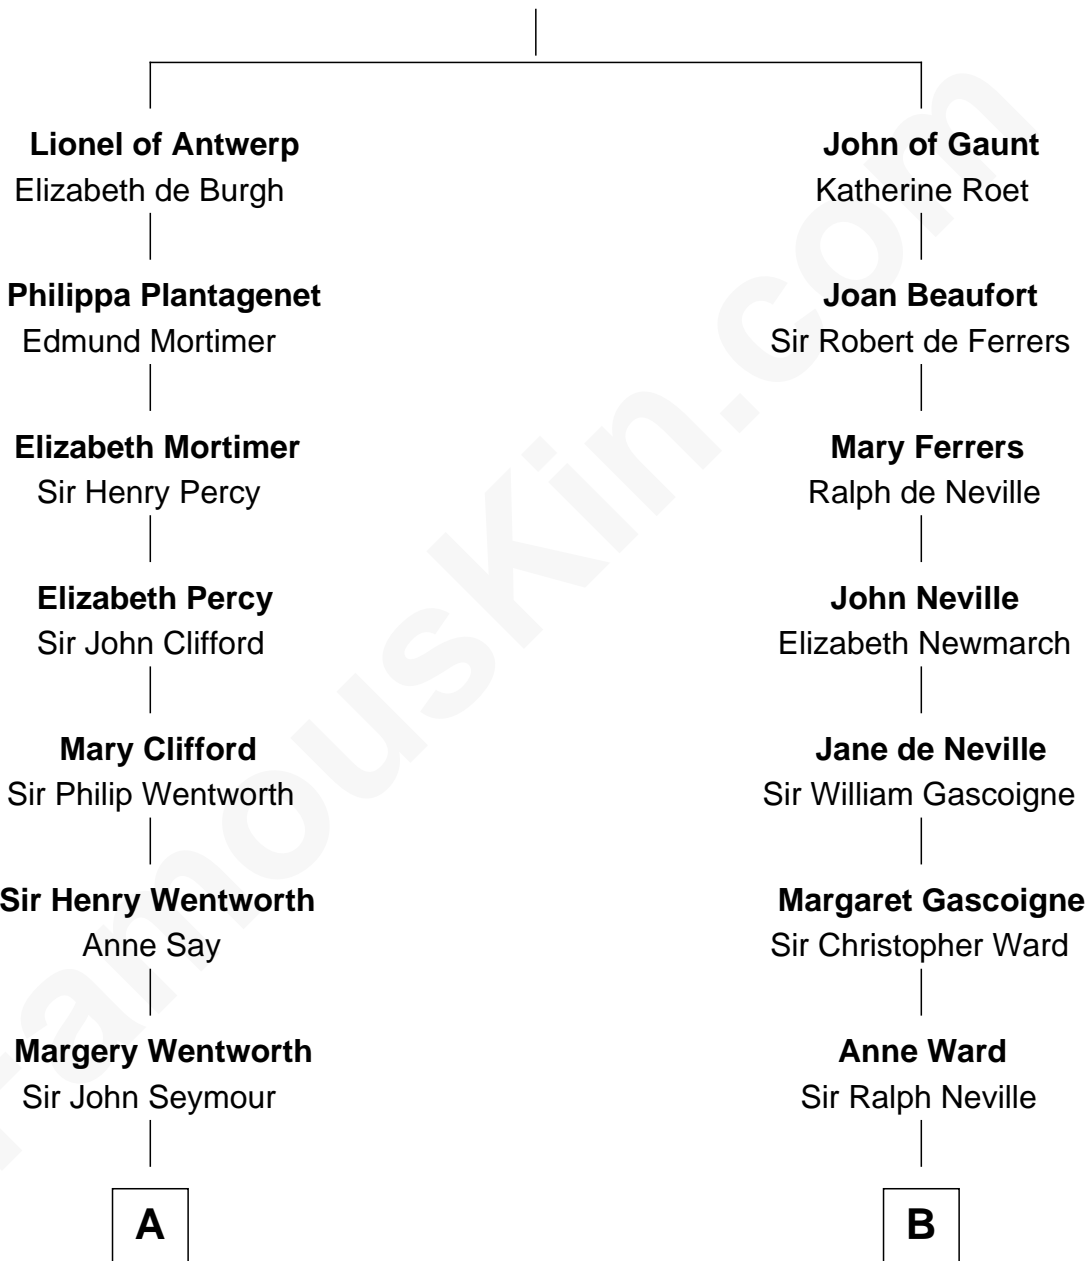 Lionel of Antwerp
Elizabeth de Burgh
Philippa Plantagenet
Edmund Mortimer
Elizabeth Mortimer
Sir Henry Percy
Elizabeth Percy
Sir John Clifford
Mary Clifford
Sir Philip Wentworth
Sir Henry Wentworth
Anne Say
Margery Wentworth
Sir John Seymour
A
John of Gaunt
Katherine Roet
Joan Beaufort
Sir Robert de Ferrers
Mary Ferrers
Ralph de Neville
John Neville
Elizabeth Newmarch
Jane de Neville
Sir William Gascoigne
Margaret Gascoigne
Sir Christopher Ward
Anne Ward
Sir Ralph Neville
B
FamousKin.com